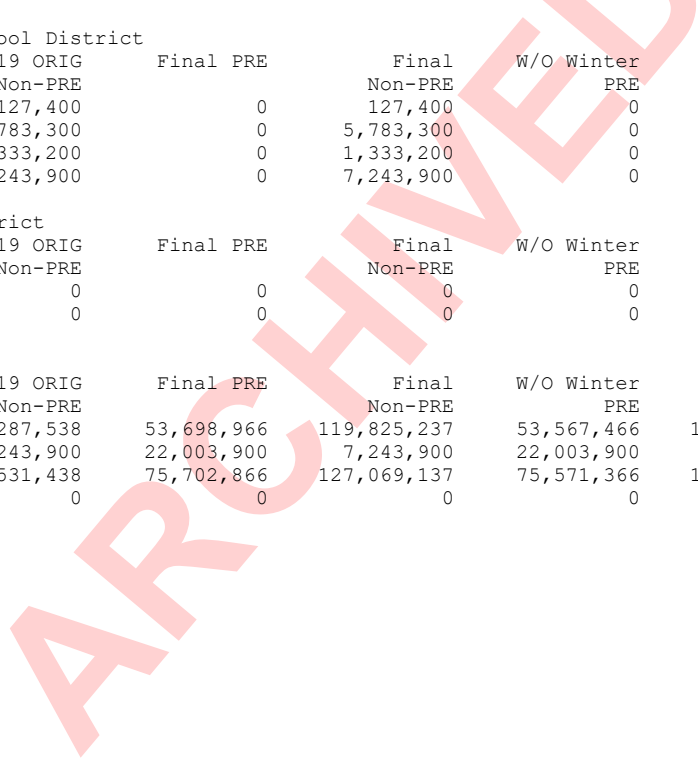 ool District
19 ORIG Final PRE Final W/O Winter
Non-PRE Non-PRE PRE
127,400 0 127,400 0
783,300 0 5,783,300 0
333,200 0 1,333,200 0
243,900 0 7,243,900 0
rict
19 ORIG Final PRE Final W/O Winter
Non-PRE Non-PRE PRE
0 0 0 0
0 0 0 0
19 ORIG Final PRE Final W/O Winter
Non-PRE Non-PRE PRE
287,538 53,698,966 119,825,237 53,567,466 1
243,900 22,003,900 7,243,900 22,003,900
531,438 75,702,866 127,069,137 75,571,366 1
0 0 0 0
ARCHIVED